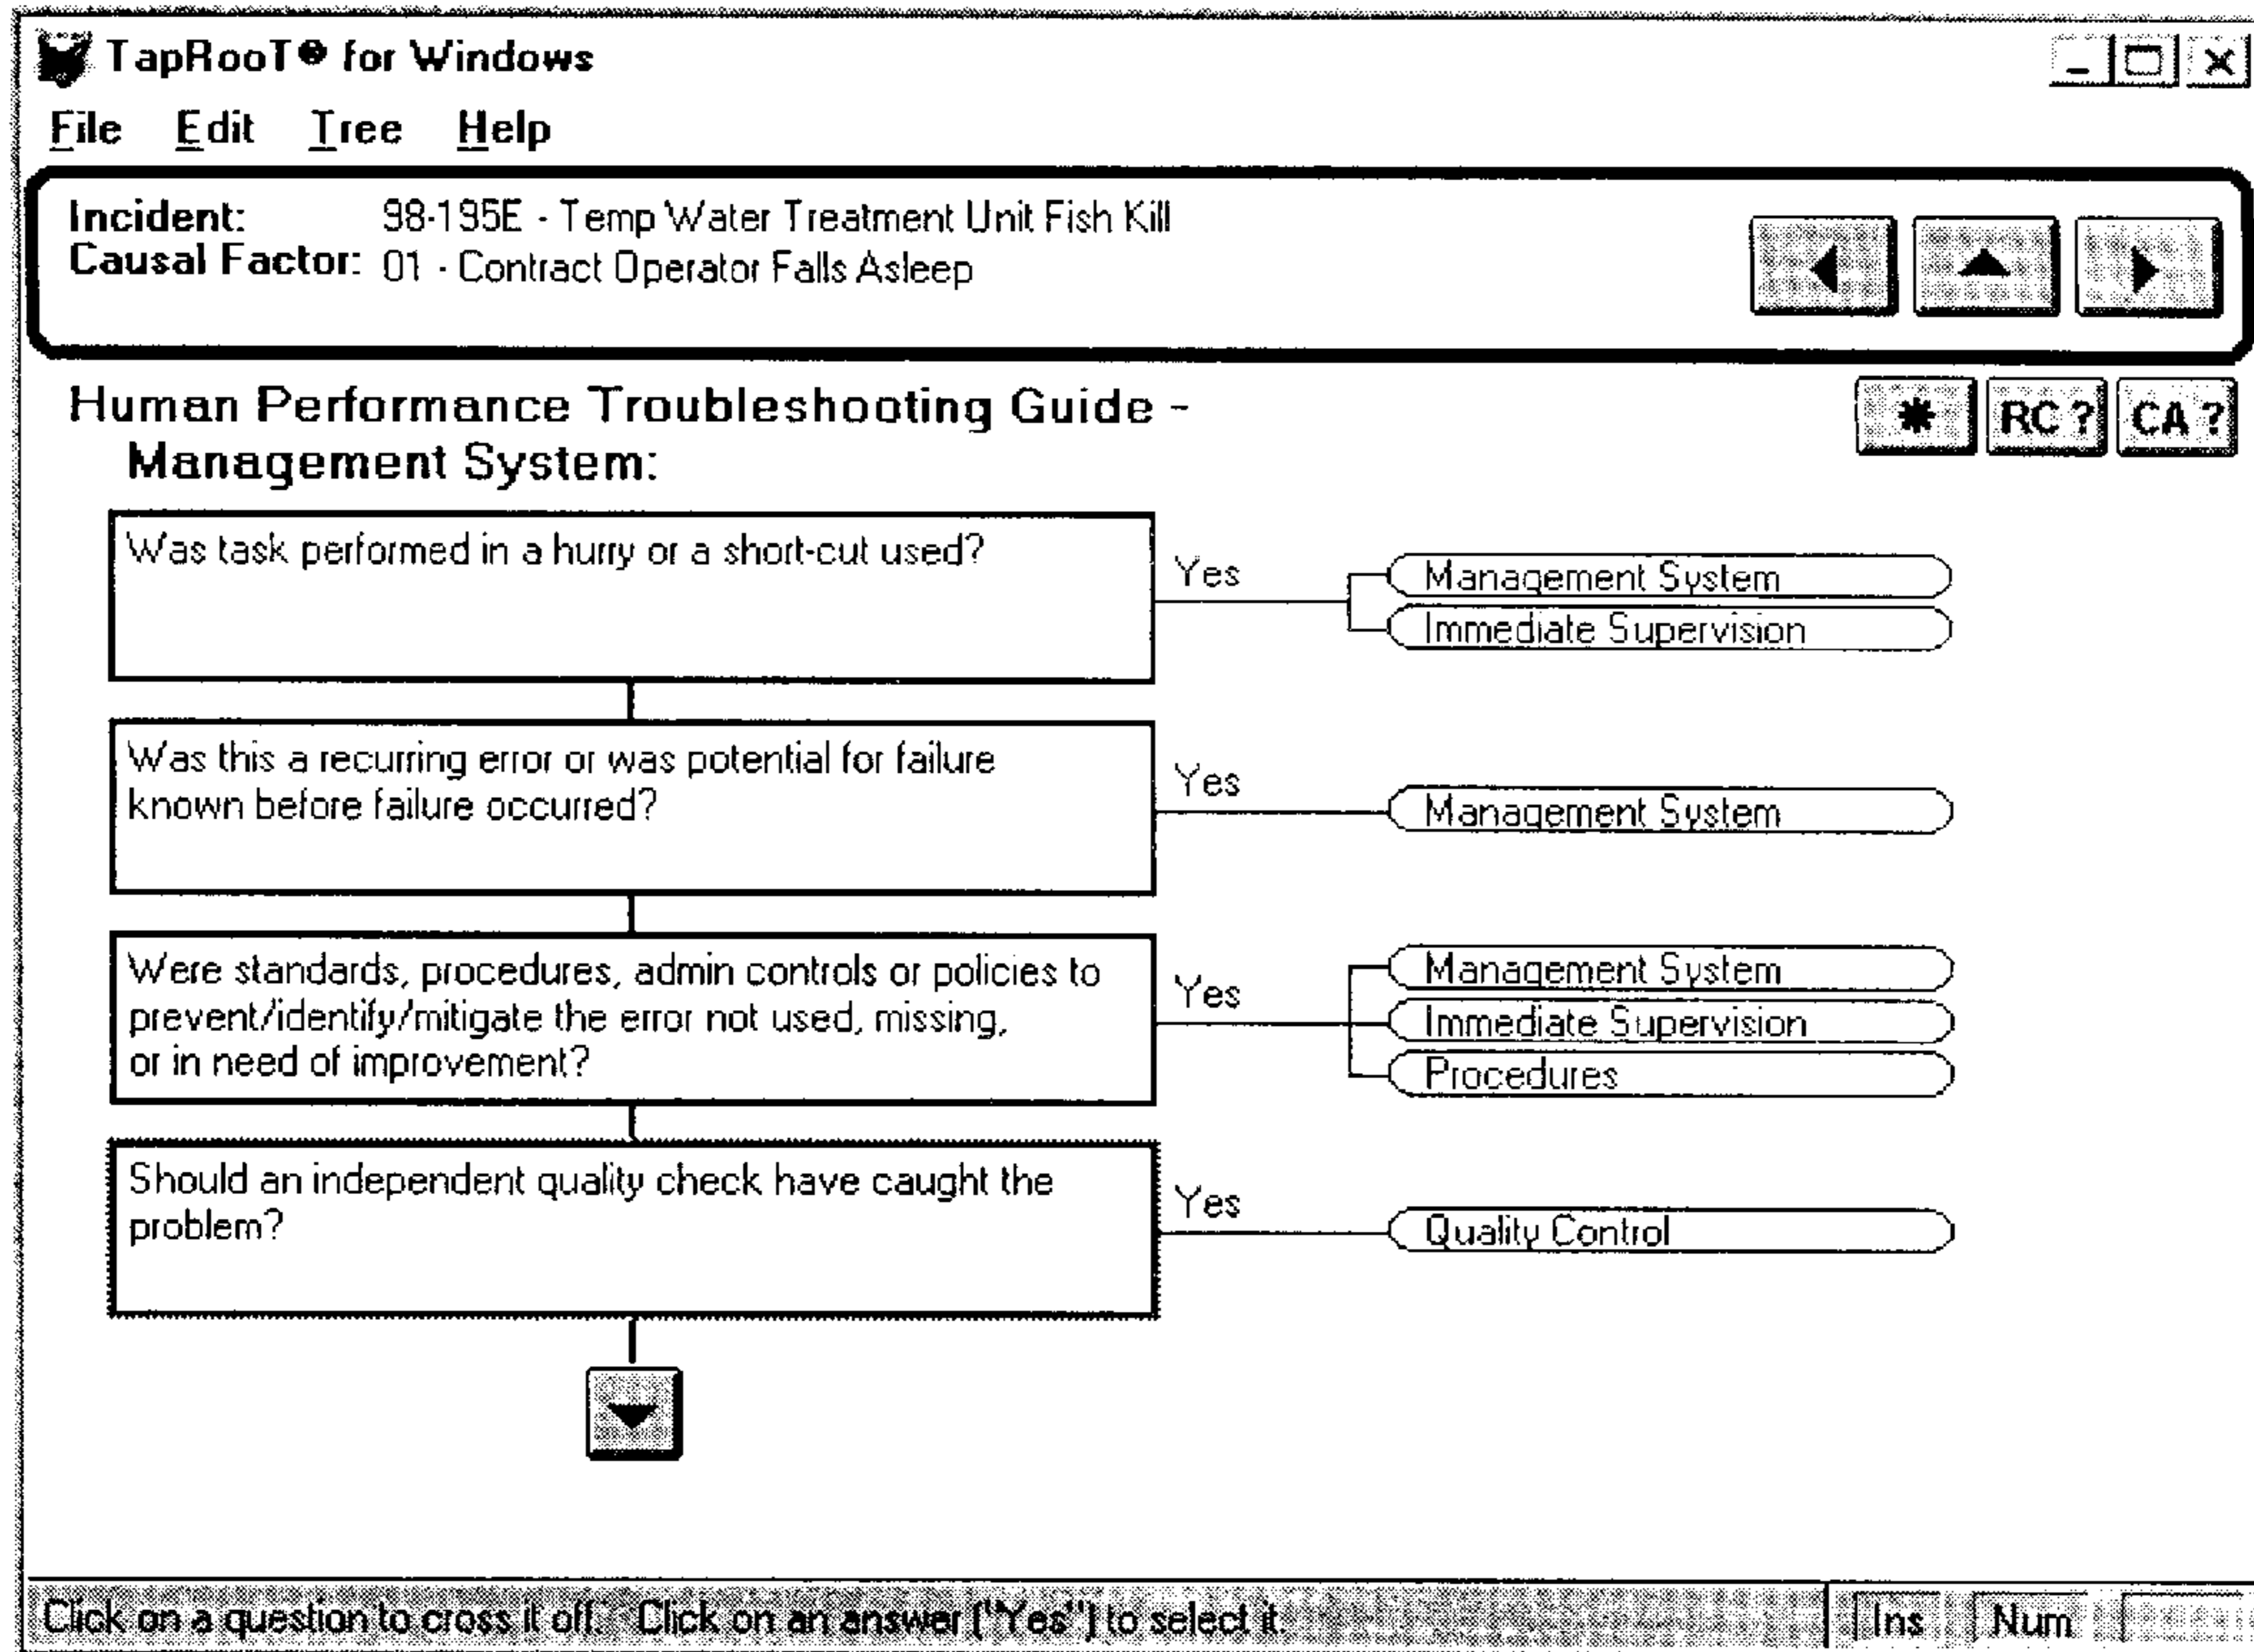 TapRooT® for Windows
File Edit Tree Help
Incident: 98-195E - Temp Water Treatment Unit Fish Kill
Causal Factor: 01 - Contract Operator Falls Asleep
Human Performance Troubleshooting Guide -
Management System:
* RC ? CA ?
Was task performed in a hurry or a short-cut used?
Yes
Management System
Immediate Supervision
Was this a recurring error or was potential for failure
known before failure occurred?
Yes
Management System
Were standards, procedures, admin controls or policies to
prevent/identify/mitigate the error not used, missing,
or in need of improvement?
Yes
Management System
Immediate Supervision
Procedures
Should an independent quality check have caught the
problem?
Yes
Quality Control
Click on a question to cross it off. Click on an answer ("Yes") to select it.
Ins Num